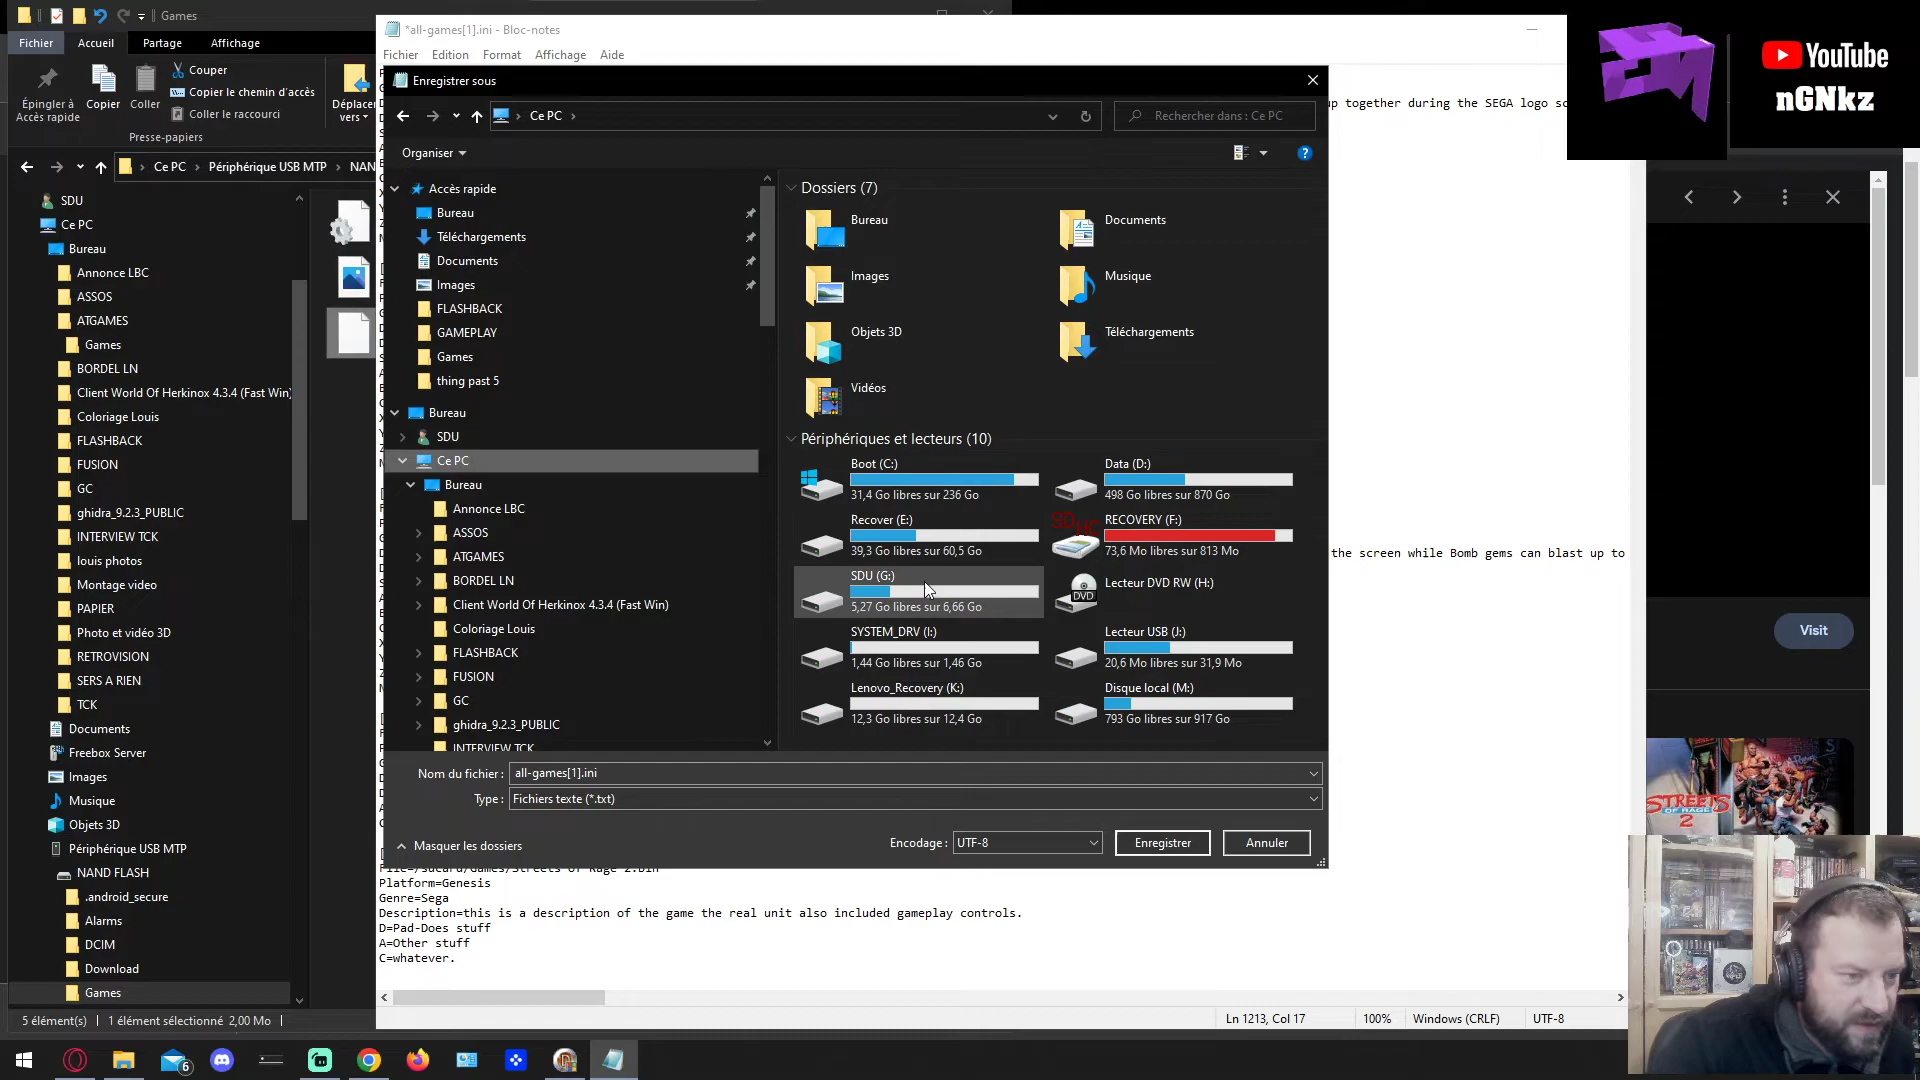 Games
Fichier
Accueil
Partage
Affichage
Épingler à
Accès rapide
Copier
Coller
Couper
Copier le chemin d'accès
Coller le raccourci
Déplacer
vers
Presse-papiers
Ce PC
Périphérique USB MTP
NAN
SDU
Ce PC
Bureau
Annonce LBC
ASSOS
ATGAMES
Games
BORDEL LN
Client World Of Herkinox 4.3.4 (Fast Win)
Coloriage Louis
FLASHBACK
FUSION
GC
ghidra_9.2.3_PUBLIC
INTERVIEW TCK
louis photos
Montage video
PAPIER
Photo et vidéo 3D
RETROVISION
SERS A RIEN
TCK
Documents
Freebox Server
Images
Musique
Objets 3D
Périphérique USB MTP
NAND FLASH
.android_secure
Alarms
DCIM
Download
Games
5 élément(s)
1 élément sélectionné 2,00 Mo
*all-games[1].ini - Bloc-notes
Fichier
Edition
Format
Affichage
Aide
Enregistrer sous
Ce PC
Rechercher dans : Ce PC
Organiser
Accès rapide
Bureau
Téléchargements
Documents
Images
FLASHBACK
GAMEPLAY
Games
thing past 5
Bureau
SDU
Ce PC
Bureau
Annonce LBC
ASSOS
ATGAMES
BORDEL LN
Client World Of Herkinox 4.3.4 (Fast Win)
Coloriage Louis
FLASHBACK
FUSION
GC
ghidra_9.2.3_PUBLIC
INTERVIEW TCK
Dossiers (7)
Bureau
Documents
Images
Musique
Objets 3D
Téléchargements
Vidéos
Périphériques et lecteurs (10)
Boot (C:)
31,4 Go libres sur 236 Go
Data (D:)
498 Go libres sur 870 Go
Recover (E:)
39,3 Go libres sur 60,5 Go
RECOVERY (F:)
73,6 Mo libres sur 813 Mo
SDU (G:)
5,27 Go libres sur 6,66 Go
Lecteur DVD RW (H:)
DVD
SYSTEM_DRV (I:)
1,44 Go libres sur 1,46 Go
Lecteur USB (J:)
20,6 Mo libres sur 31,9 Mo
Lenovo_Recovery (K:)
12,3 Go libres sur 12,4 Go
Disque local (M:)
793 Go libres sur 917 Go
Nom du fichier :
all-games[1].ini
Type :
Fichiers texte (*.txt)
Masquer les dossiers
Encodage :
UTF-8
Enregistrer
Annuler
up together during the SEGA logo sc
the screen while Bomb gems can blast up to
File=/sdcard/Games/Streets Of Rage 2.bin
Platform=Genesis
Genre=Sega
Description=this is a description of the game the real unit also included gameplay controls.
D=Pad-Does stuff
A=Other stuff
C=whatever.
Ln 1213, Col 17
100%
Windows (CRLF)
UTF-8
YouTube
nGNkz
Visit
STREETS
OF RAGE
2
6